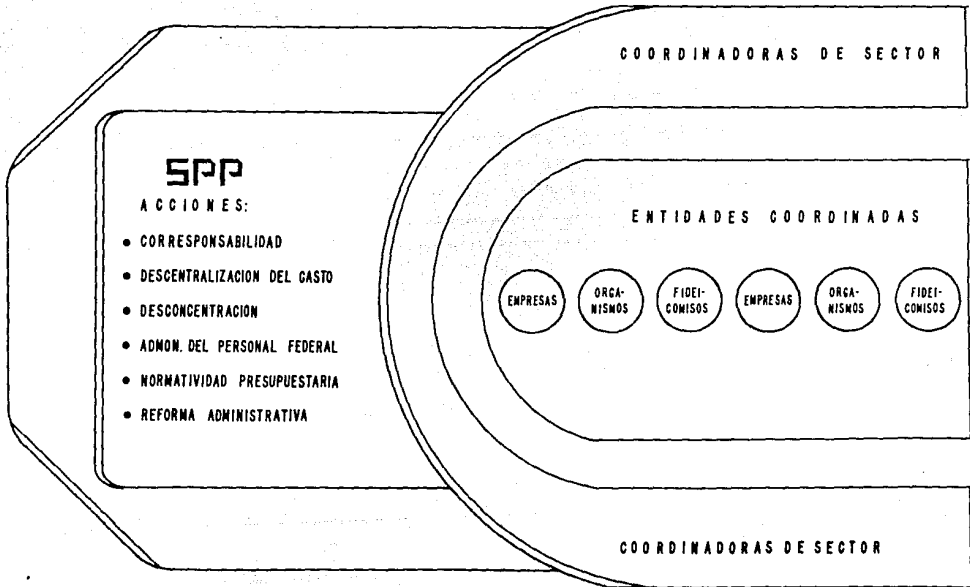 COORDINADORAS DE SECTOR
SPP
ACCIONES:
• CORRESPONSABILIDAD
• DESCENTRALIZACION DEL GASTO
• DESCONCENTRACION
• ADMON. DEL PERSONAL FEDERAL
• NORMATIVIDAD PRESUPUESTARIA
• REFORMA ADMINISTRATIVA
ENTIDADES COORDINADAS
EMPRESAS
ORGA-
NISMOS
FIDEI-
COMISOS
EMPRESAS
ORGA-
NISMOS
FIDEI-
COMISOS
COORDINADORAS DE SECTOR